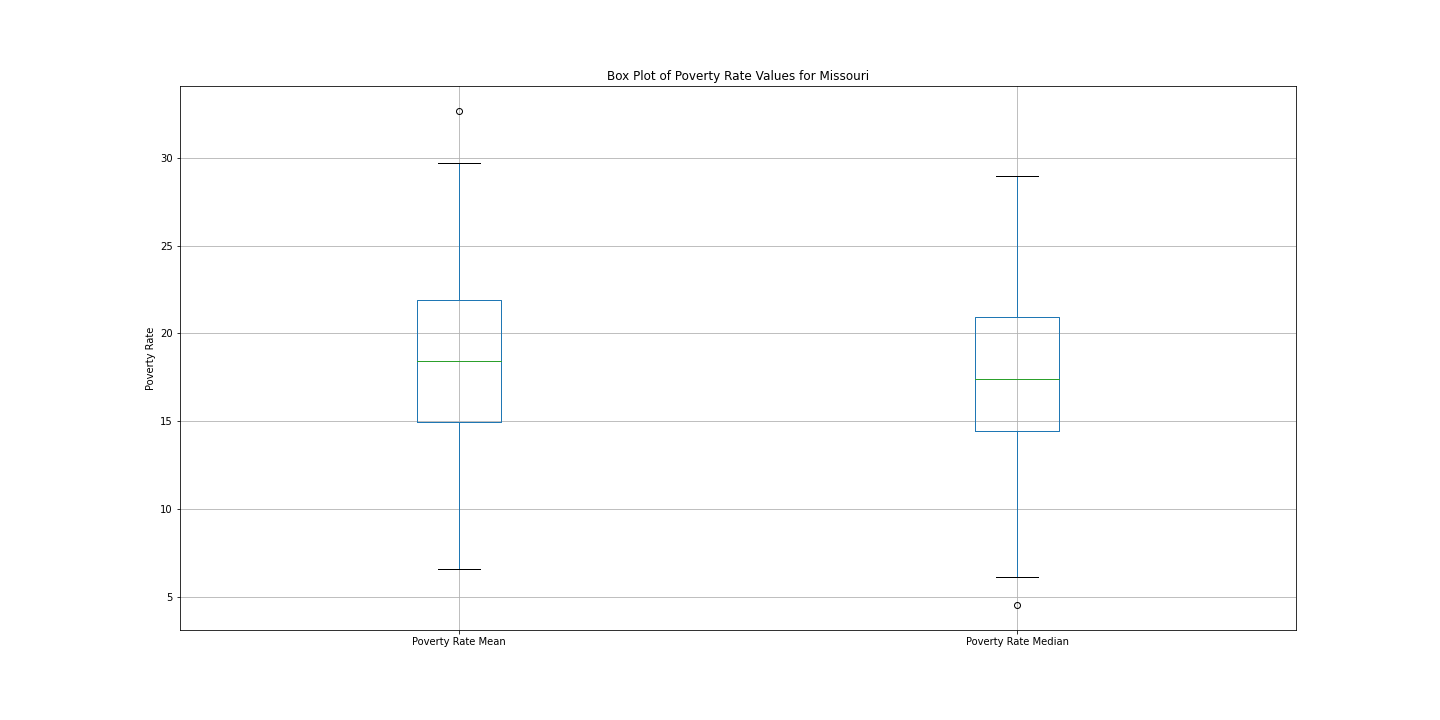 Box Plot of Poverty Rate Values for Missouri
Poverty Rate
30
25
20
15
10
5
Poverty Rate Mean
Poverty Rate Median